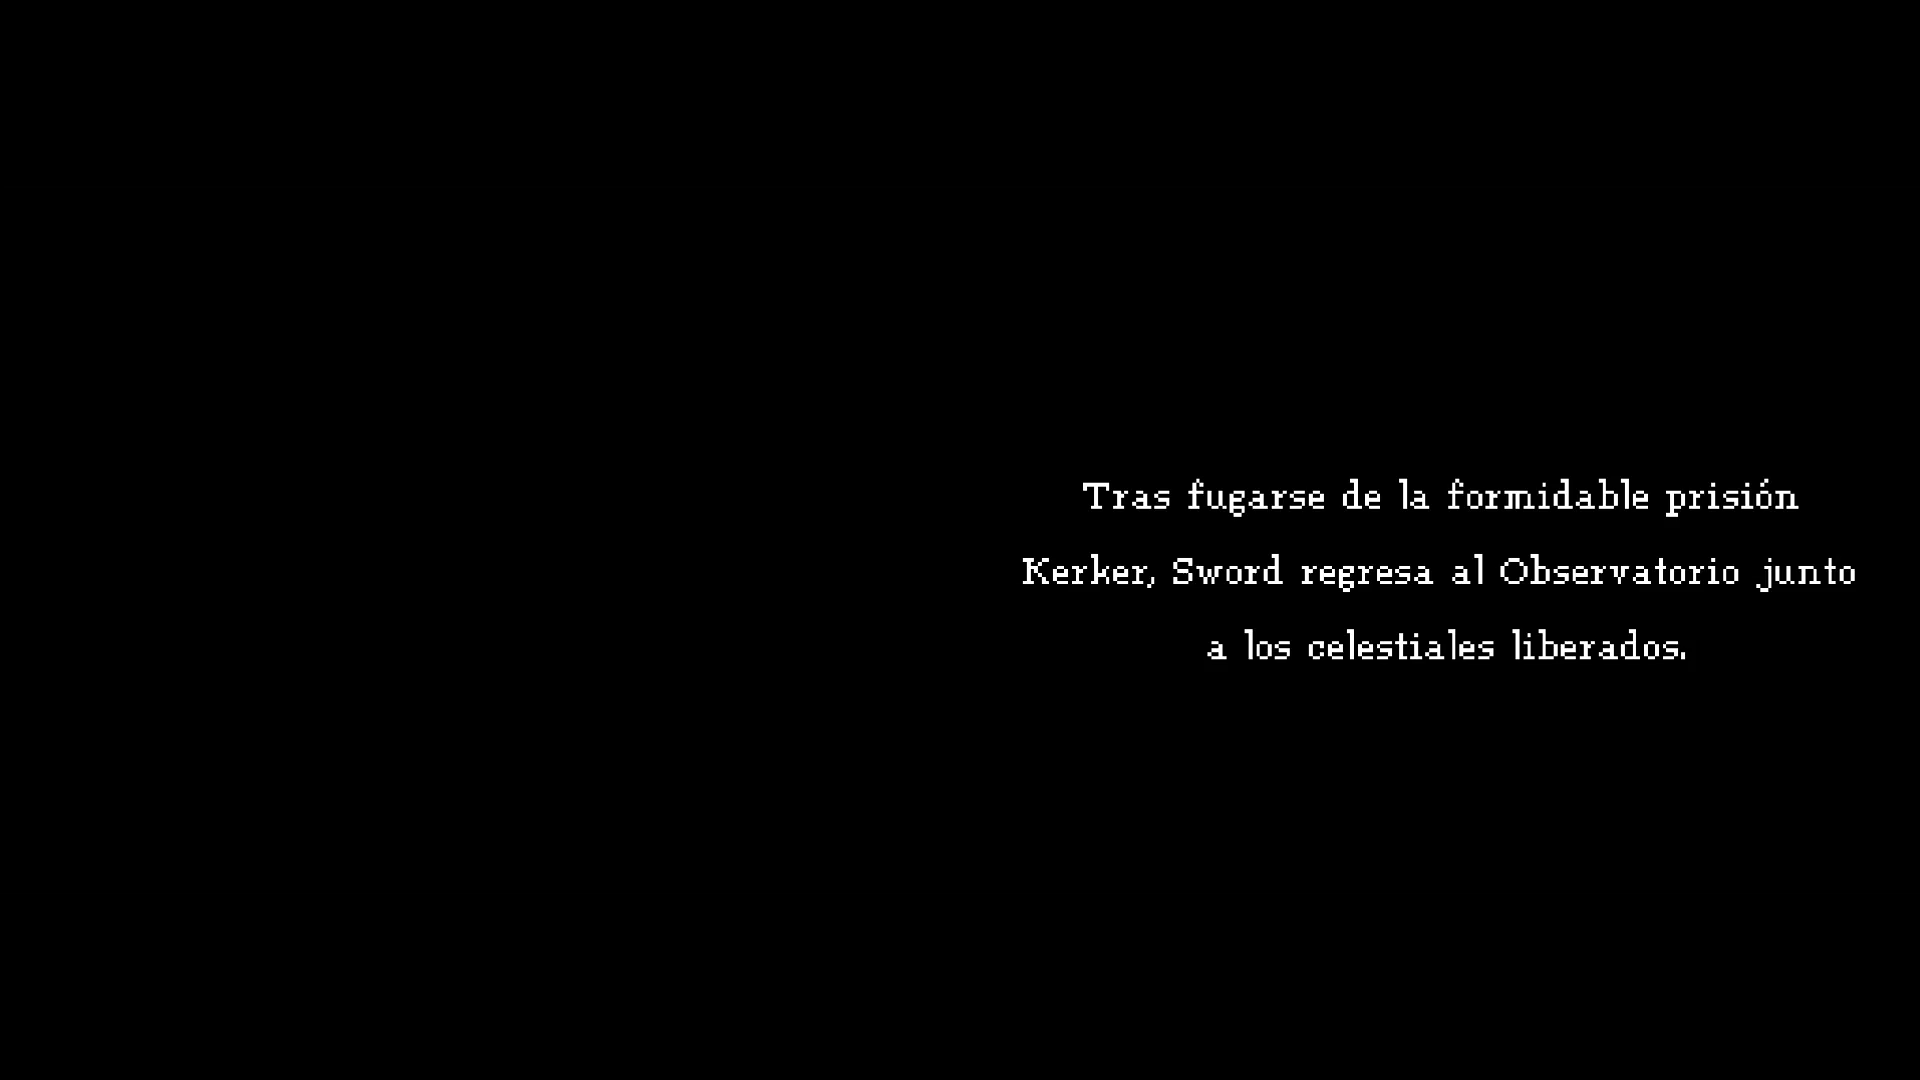 Tras fugarse de la formidable prisión
Kerker, Sword regresa al Observatorio junto
a los celestiales liberados.